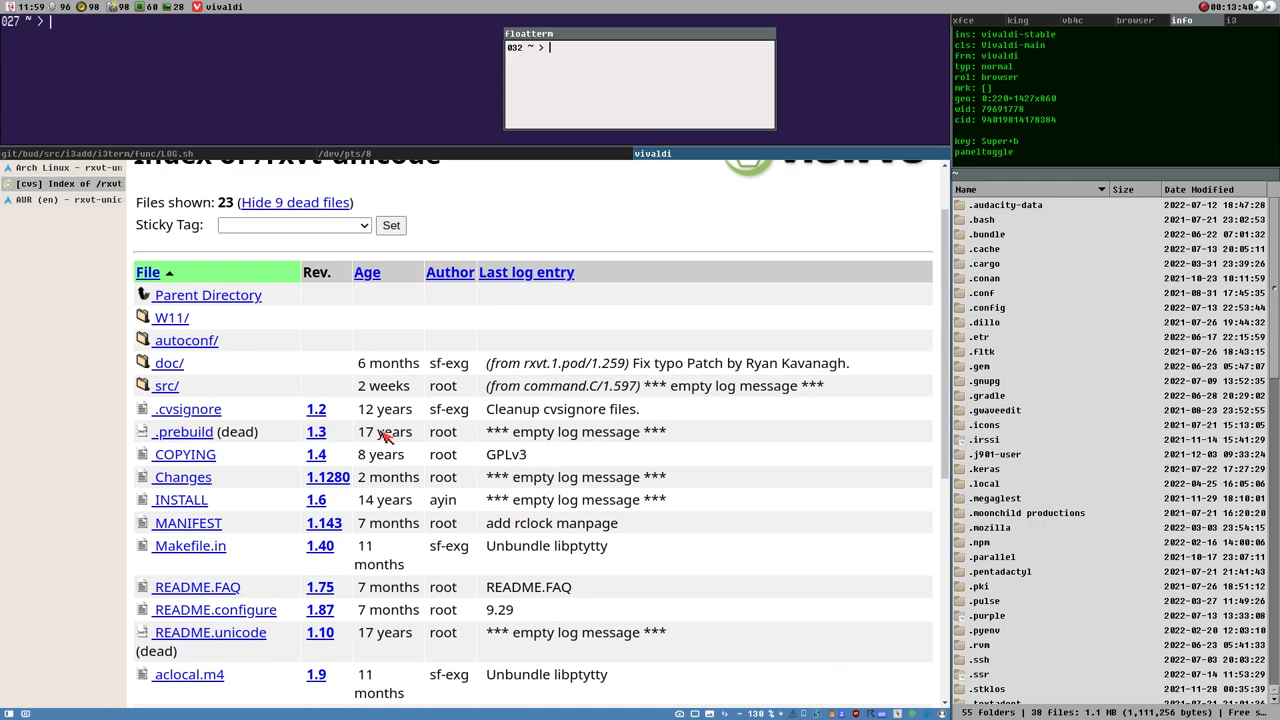 11:59 96 98 98 60 28 vivaldi
00:13:40
027 ~ >
floatterm
032 ~ >
xfce king vb4c browser info i3
ins: vivaldi-stable
cls: Vivaldi-main
frm: vivaldi
typ: normal
rol: browser
mrk: []
geo: 0:220+1427x860
wid: 79691778
cid: 94019814178384
key: Super+b
paneltoggle
git/bud/src/i3add/i3term/func/LOG.sh /dev/pts/8 vivaldi
Arch Linux - rxvt-un
[cvs] Index of /rxvt
AUR (en) - rxvt-unic
Index of /rxvt-unicode
Files shown: 23 (Hide 9 dead files)
Sticky Tag: Set
File Rev. Age Author Last log entry
Parent Directory
W11/
autoconf/
doc/ 6 months sf-exg (from rxvt.1.pod/1.259) Fix typo Patch by Ryan Kavanagh.
src/ 2 weeks root (from command.C/1.597) *** empty log message ***
.cvsignore 1.2 12 years sf-exg Cleanup cvsignore files.
.prebuild (dead) 1.3 17 years root *** empty log message ***
COPYING 1.4 8 years root GPLv3
Changes 1.1280 2 months root *** empty log message ***
INSTALL 1.6 14 years ayin *** empty log message ***
MANIFEST 1.143 7 months root add rclock manpage
Makefile.in 1.40 11 months sf-exg Unbundle libptytty
README.FAQ 1.75 7 months root README.FAQ
README.configure 1.87 7 months root 9.29
README.unicode (dead) 1.10 17 years root *** empty log message ***
aclocal.m4 1.9 11 months sf-exg Unbundle libptytty
130 %
~
Name Size Date Modified
.audacity-data 2022-07-12 18:47:28
.bash 2021-07-21 23:02:53
.bundle 2022-06-22 07:01:32
.cache 2022-07-13 20:05:11
.cargo 2022-03-31 23:39:26
.conan 2021-10-23 10:11:59
.conf 2021-08-31 17:45:35
.config 2022-07-13 22:53:44
.dillo 2021-07-26 19:44:32
.etr 2022-06-17 22:15:59
.fltk 2021-07-26 18:43:15
.gem 2022-06-22 07:01:27
.gnupg 2022-07-09 13:52:35
.gradle 2022-06-28 20:29:02
.gwaveedit 2021-08-23 23:52:51
.icons 2021-07-21 15:13:05
.irssi 2021-11-14 15:41:29
.j901-user 2021-09-12 09:33:24
.keras 2022-07-22 17:27:29
.local 2022-04-25 16:05:06
.megaglest 2021-11-29 18:10:01
.moonchild productions
.mozilla 2022-03-03 23:54:15
.npm 2022-02-16 14:00:06
.parallel 2021-10-17 23:07:11
.pentadactyl 2021-07-21 21:41:43
.pki 2021-07-26 18:51:12
.pulse 2022-03-27 11:49:26
.purple 2022-07-13 13:33:08
.pyenv 2022-02-20 12:03:10
.rvm 2022-06-23 05:41:33
.ssh 2022-07-03 20:03:22
.ssr 2022-07-14 11:53:29
.stklos 2021-11-28 00:35:39
55 folders | 38 files: 1.1 MB (1,111,256 bytes) | Free s...